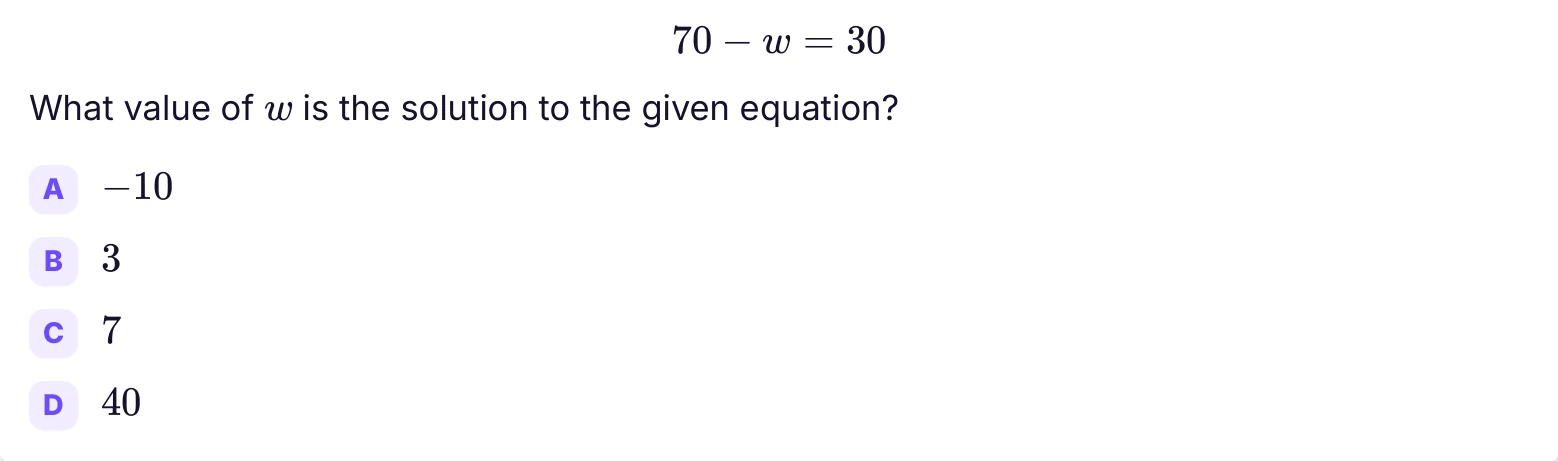 70 − w = 30
What value of w is the solution to the given equation?
A −10
B 3
C 7
D 40